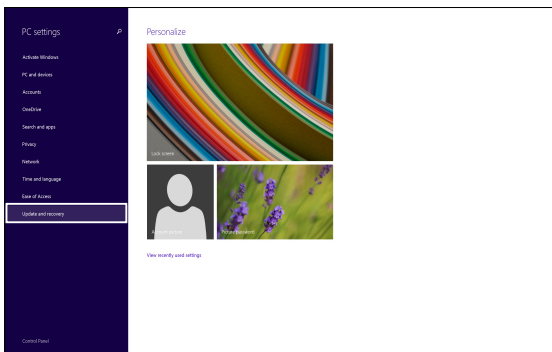 PC settings
Activate Windows
PC and devices
Accounts
OneDrive
Search and apps
Privacy
Network
Time and language
Ease of Access
Update and recovery
Control Panel
Personalize
Lock screen
Account picture
Picture password
View recently used settings